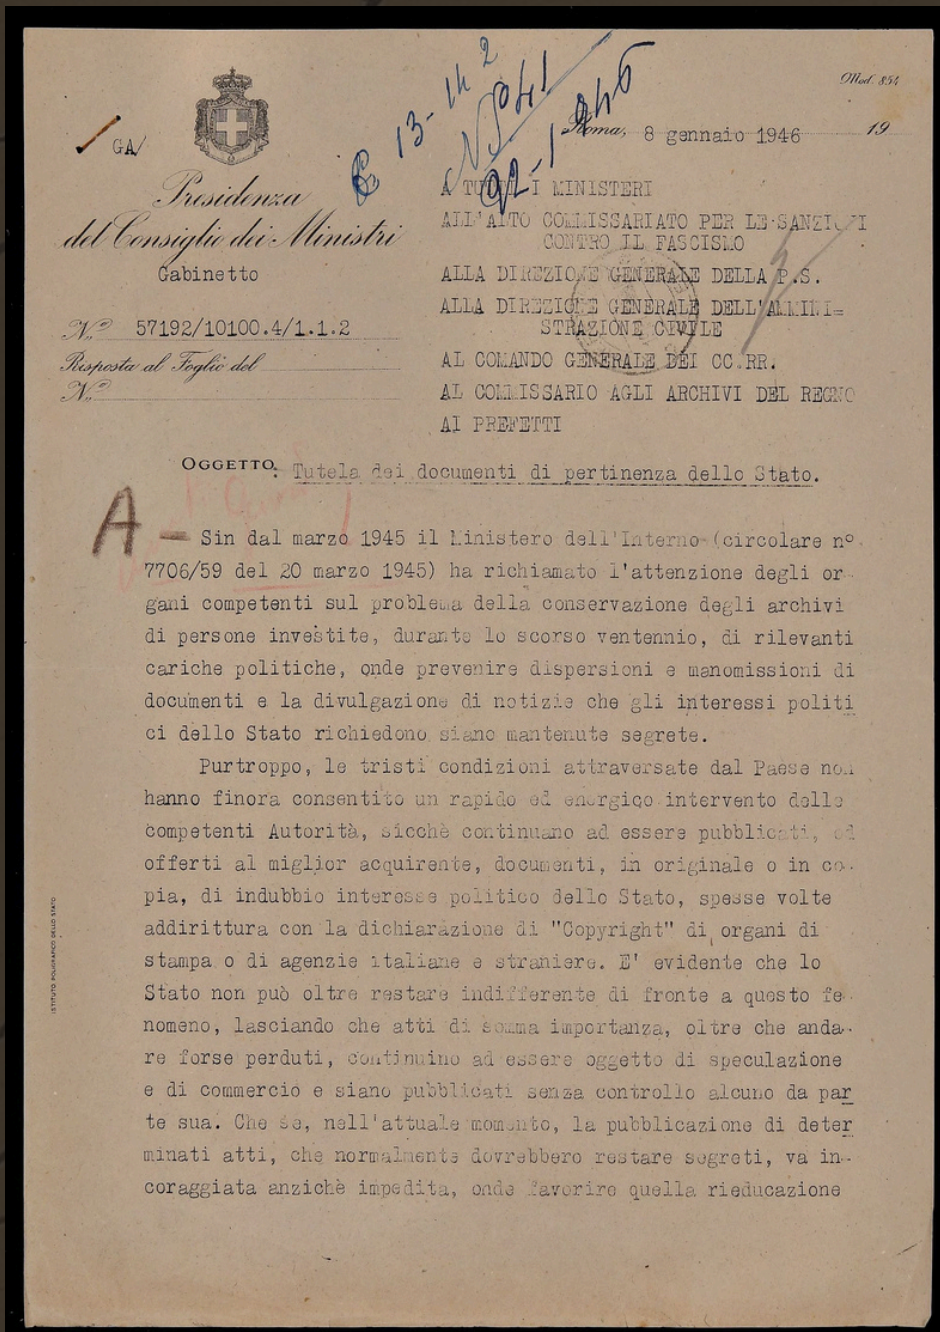 Mod. 854
13-14 2
Roma, 8 gennaio 1946 19
GA/
Presidenza
del Consiglio dei Ministri
Gabinetto
N.º 57192/10100.4/1.1.2
Risposta al Foglio del
N.º
A TUTTI I MINISTERI
ALL'ALTO COMMISSARIATO PER LE SANZIONI
CONTRO IL FASCISMO
ALLA DIREZIONE GENERALE DELLA P.S.
ALLA DIREZIONE GENERALE DELL'AMMINI=
STRAZIONE CIVILE
AL COMANDO GENERALE DEI CC.RR.
AL COMMISSARIO AGLI ARCHIVI DEL REGNO
AI PREFETTI
OGGETTO: Tutela dei documenti di pertinenza dello Stato.
A - Sin dal marzo 1945 il Ministero dell'Interno (circolare nº
7706/59 del 20 marzo 1945) ha richiamato l'attenzione degli or-
gani competenti sul problema della conservazione degli archivi
di persone investite, durante lo scorso ventennio, di rilevanti
cariche politiche, onde prevenire dispersioni e manomissioni di
documenti e la divulgazione di notizie che gli interessi politi
ci dello Stato richiedono siano mantenute segrete.
Purtroppo, le tristi condizioni attraversate dal Paese non
hanno finora consentito un rapido ed energico intervento delle
competenti Autorità, sicchè continuano ad essere pubblicati, ed
offerti al miglior acquirente, documenti, in originale o in co-
pia, di indubbio interesse politico dello Stato, spesse volte
addirittura con la dichiarazione di "Copyright" di organi di
stampa o di agenzie italiane e straniere. E' evidente che lo
Stato non può oltre restare indifferente di fronte a questo fe-
nomeno, lasciando che atti di somma importanza, oltre che anda-
re forse perduti, continuino ad essere oggetto di speculazione
e di commercio e siano pubblicati senza controllo alcuno da par
te sua. Che se, nell'attuale momento, la pubblicazione di deter
minati atti, che normalmente dovrebbero restare segreti, va in-
coraggiata anzichè impedita, onde favorire quella rieducazione
ISTITUTO POLIGRAFICO DELLO STATO